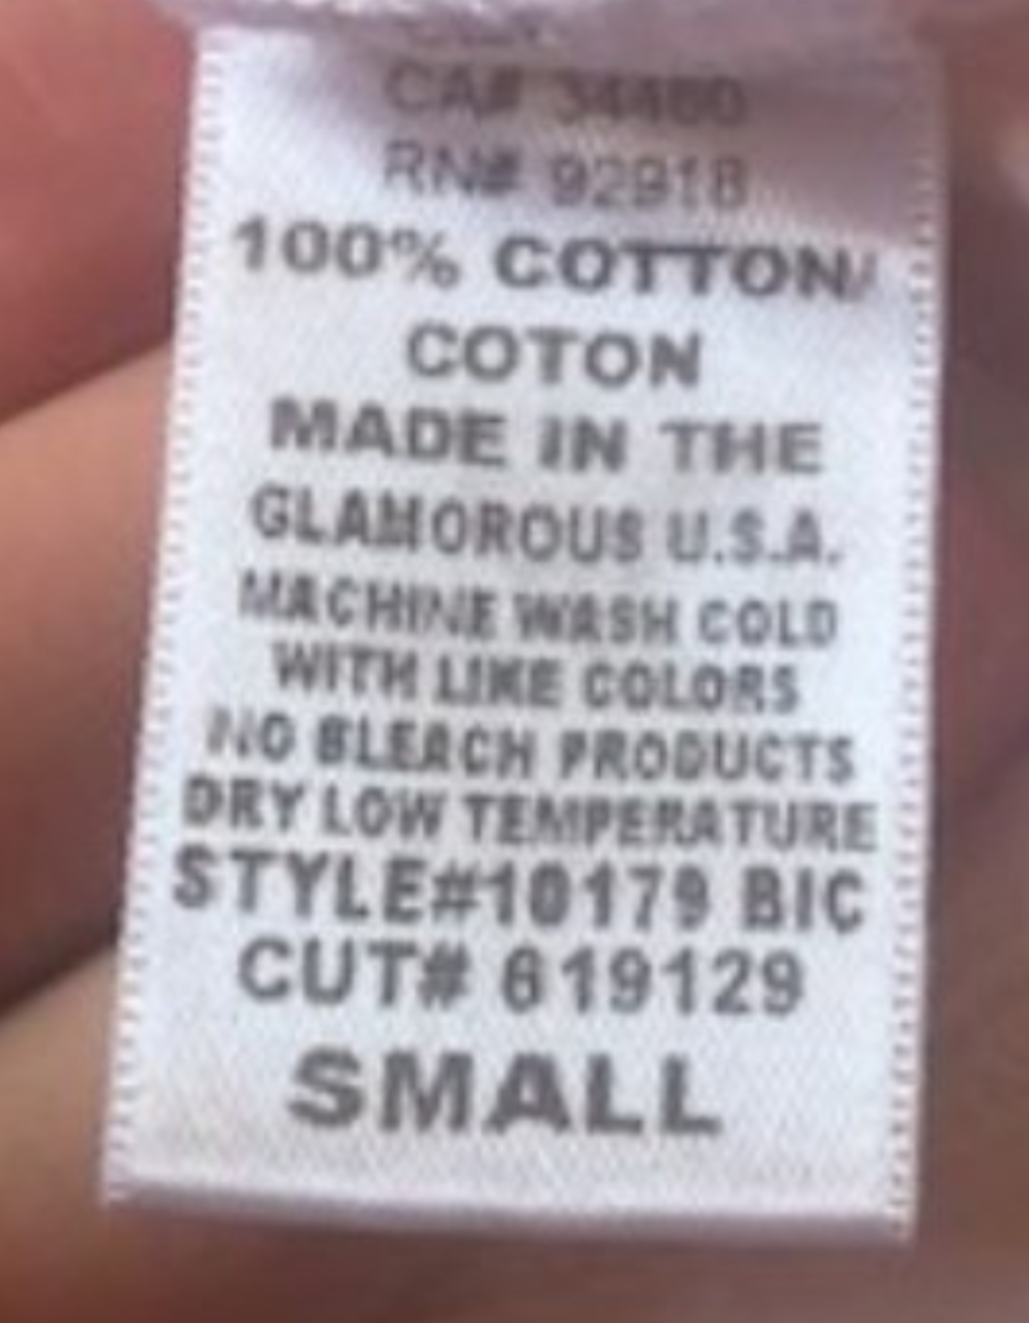 CA# 34480
RN# 92918
100% COTTON/
COTON
MADE IN THE
GLAMOROUS U.S.A.
MACHINE WASH COLD
WITH LIKE COLORS
NO BLEACH PRODUCTS
DRY LOW TEMPERATURE
STYLE#10179 BIC
CUT# 619129
SMALL